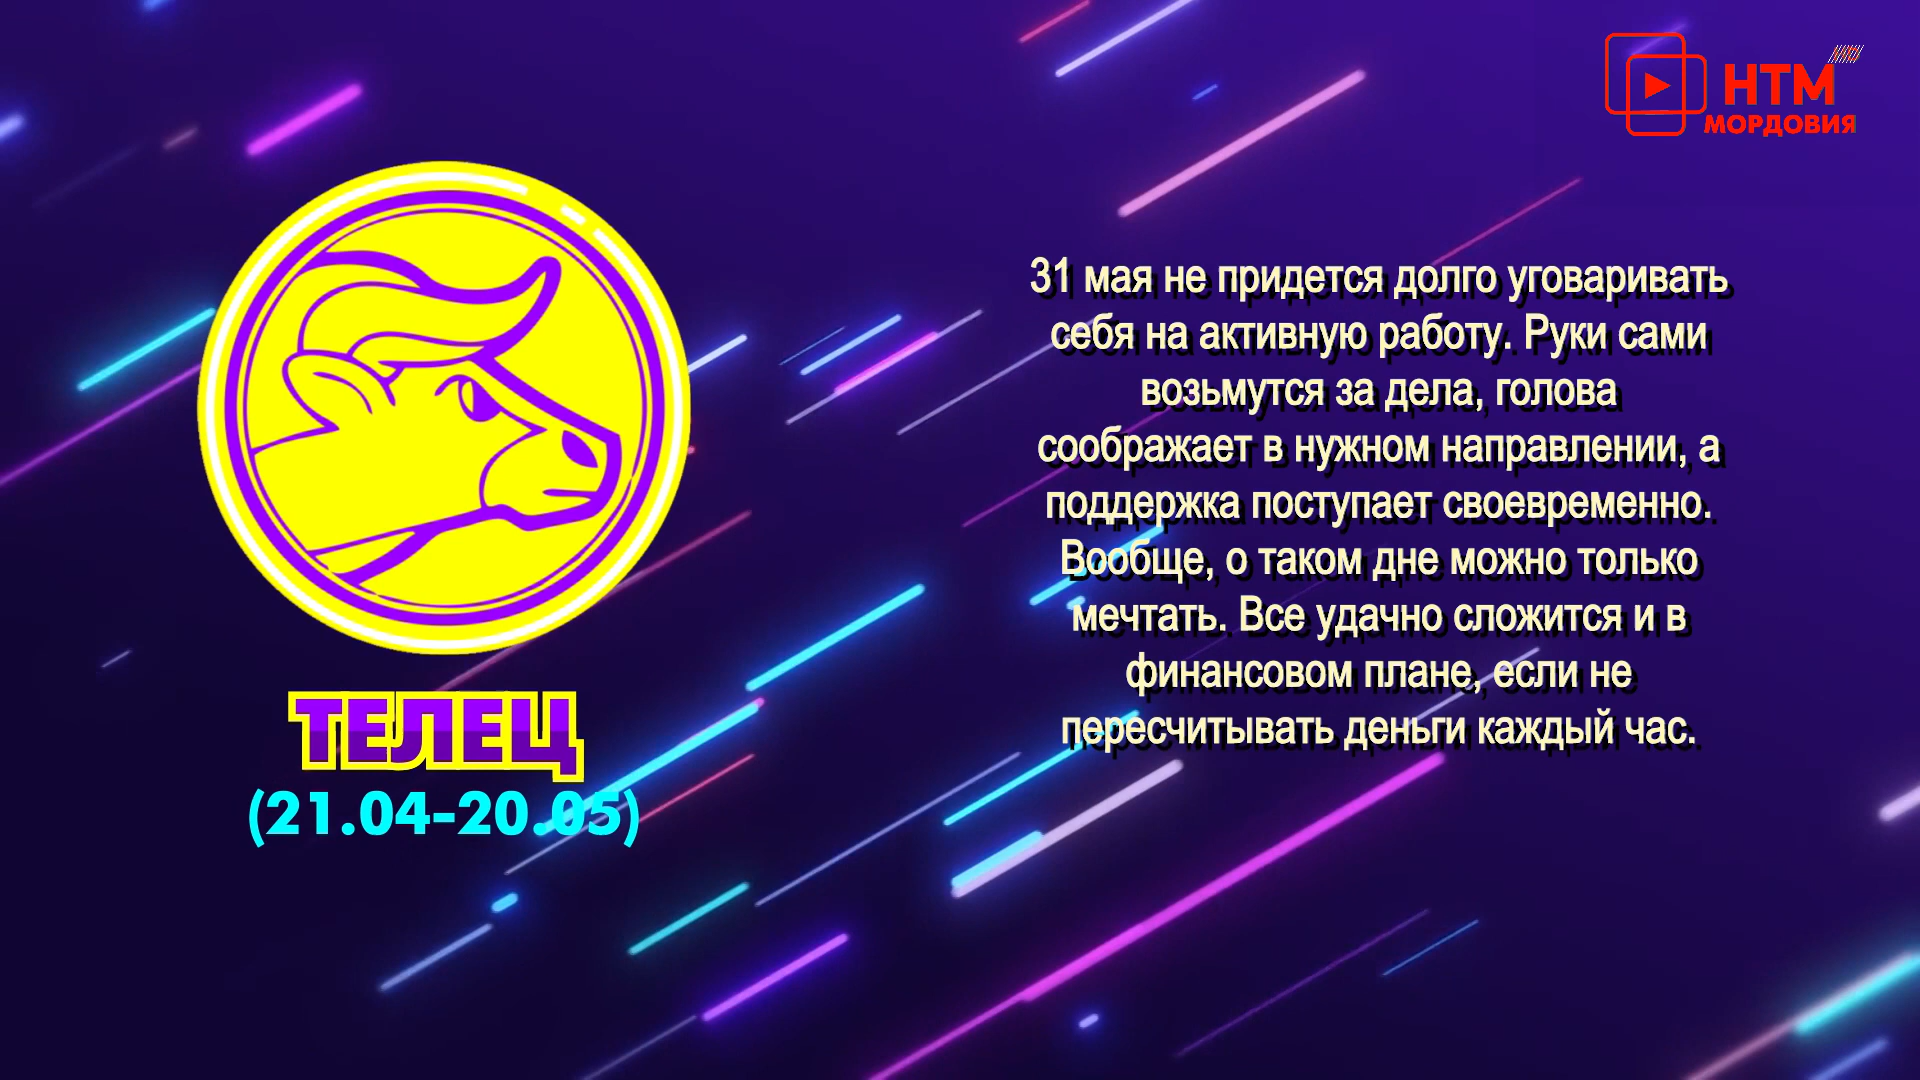 НТМ
МОРДОВИЯ
31 мая не придется долго уговаривать
себя на активную работу. Руки сами
возьмутся за дела, голова
соображает в нужном направлении, а
поддержка поступает своевременно.
Вообще, о таком дне можно только
мечтать. Все удачно сложится и в
финансовом плане, если не
пересчитывать деньги каждый час.
ТЕЛЕЦ
(21.04-20.05)